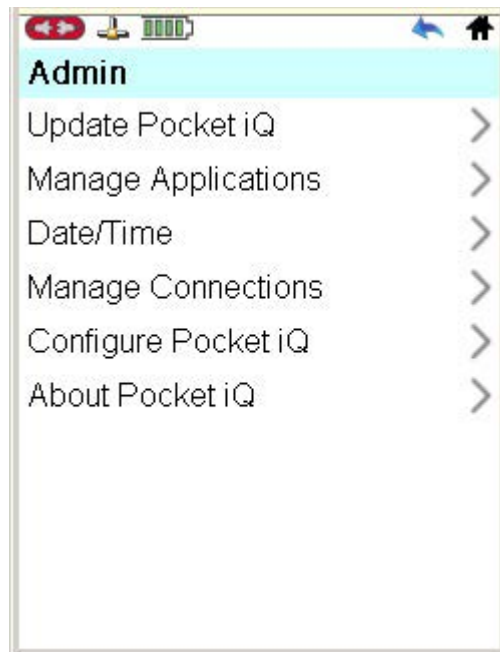 Admin
Update Pocket iQ
Manage Applications
Date/Time
Manage Connections
Configure Pocket iQ
About Pocket iQ